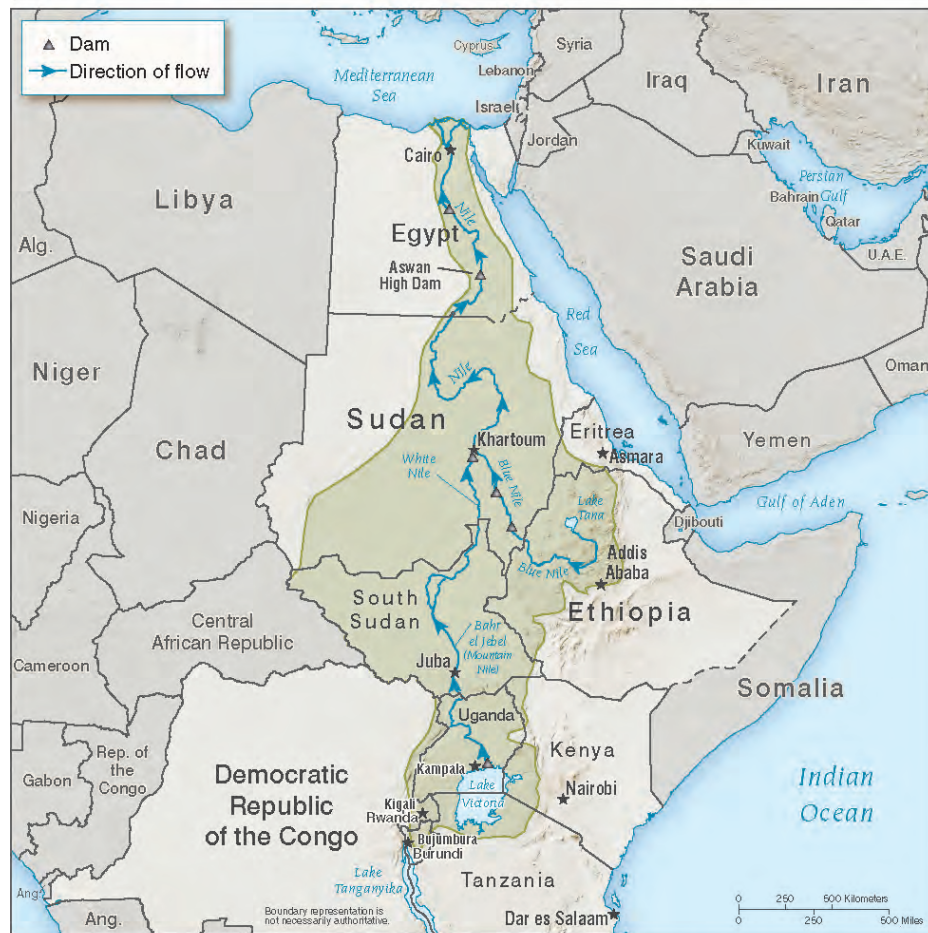 Dam
Direction of flow
Cyprus
Syria
Lebanon
Mediterranean
Sea
Iraq
Iran
Israel
Jordan
Kuwait
Cairo
Persian
Gulf
Libya
Bahrain
Qatar
Nile
Alg.
Egypt
U.A.E.
Saudi
Arabia
Aswan
High Dam
Red
Sea
Oman
Niger
Nile
Sudan
Chad
Eritrea
Khartoum
Yemen
Asmara
White
Nile
Blue Nile
Lake
Tana
Gulf of Aden
Nigeria
Djibouti
Addis
Ababa
Blue Nile
South
Sudan
Ethiopia
Central
African Republic
Bahr
el Jebel
(Mountain
Nile)
Cameroon
Juba
Somalia
Uganda
Rep. of
the
Congo
Kenya
Gabon
Democratic
Republic
of the Congo
Kampala
Lake
Victoria
Nairobi
Indian
Ocean
Kigali
Rwanda
Bujumbura
Burundi
Lake
Tanganyika
Tanzania
Ang.
Ang.
Boundary representation is
not necessarily authoritative.
Dar es Salaam
0 250 500 Kilometers
0 250 500 Miles